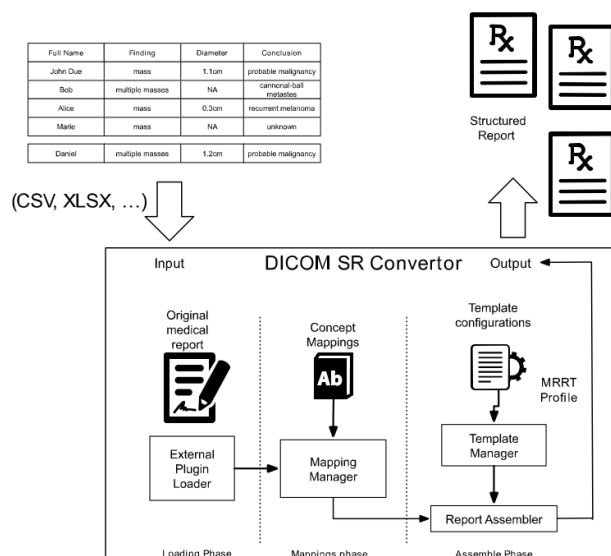 Full Name Finding Diameter Conclusion
John Due mass 1.1cm probable malignancy
Bob multiple masses NA cannonal-ball
metastes
Alice mass 0.3cm recurrent melanoma
Marie mass NA unknown
Daniel multiple masses 1.2cm probable malignancy
Rx
Rx
Structured
Report
Rx
(CSV, XLSX, …)
Input DICOM SR Convertor Output
Original
medical
report
Concept
Mappings
Template
configurations
Ab
MRRT
Profile
External
Plugin
Loader
Mapping
Manager
Template
Manager
Report Assembler
Loading Phase Mappings phase Assemble Phase